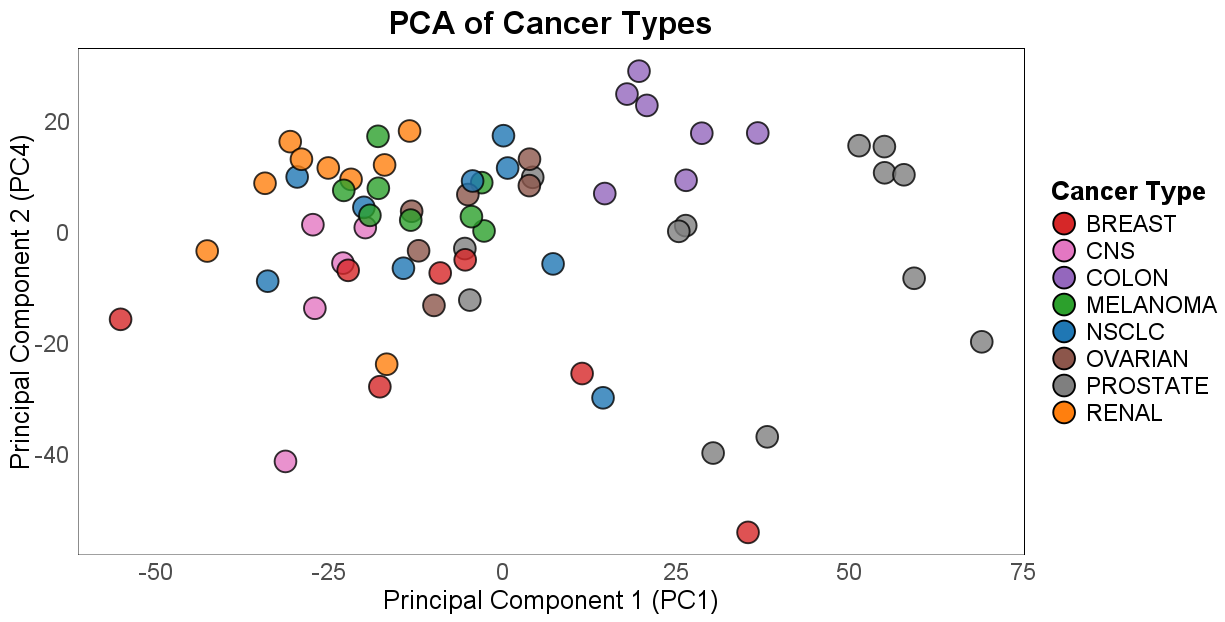 PCA of Cancer Types
Principal Component 2 (PC4)
20
0
-20
-40
-50
-25
0
25
50
75
Principal Component 1 (PC1)
Cancer Type
BREAST
CNS
COLON
MELANOMA
NSCLC
OVARIAN
PROSTATE
RENAL